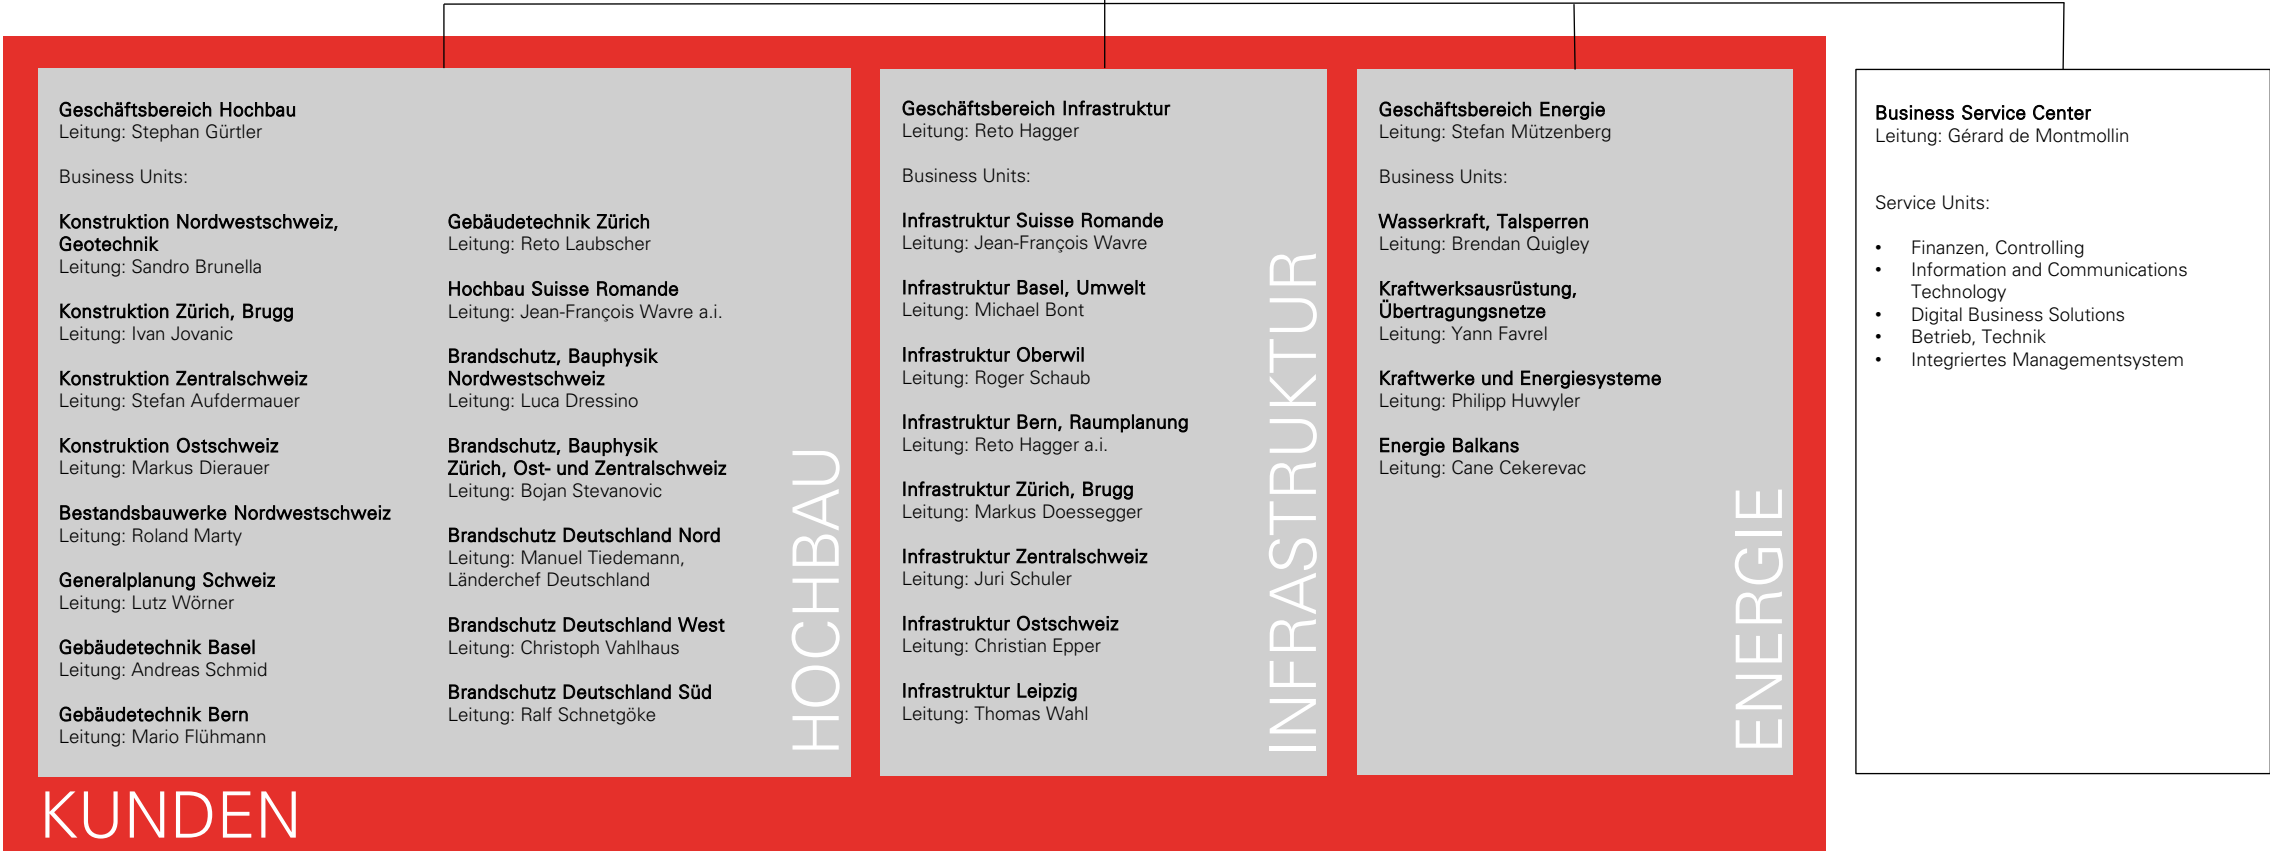 Geschäftsbereich Hochbau
Leitung: Stephan Gürtler
Business Units:
Konstruktion Nordwestschweiz,
Geotechnik
Leitung: Sandro Brunella
Konstruktion Zürich, Brugg
Leitung: Ivan Jovanic
Konstruktion Zentralschweiz
Leitung: Stefan Aufdermauer
Konstruktion Ostschweiz
Leitung: Markus Dierauer
Bestandsbauwerke Nordwestschweiz
Leitung: Roland Marty
Generalplanung Schweiz
Leitung: Lutz Wörner
Gebäudetechnik Basel
Leitung: Andreas Schmid
Gebäudetechnik Bern
Leitung: Mario Flühmann
Gebäudetechnik Zürich
Leitung: Reto Laubscher
Hochbau Suisse Romande
Leitung: Jean-François Wavre a.i.
Brandschutz, Bauphysik
Nordwestschweiz
Leitung: Luca Dressino
Brandschutz, Bauphysik
Zürich, Ost- und Zentralschweiz
Leitung: Bojan Stevanovic
Brandschutz Deutschland Nord
Leitung: Manuel Tiedemann,
Länderchef Deutschland
Brandschutz Deutschland West
Leitung: Christoph Vahlhaus
Brandschutz Deutschland Süd
Leitung: Ralf Schnetgöke
HOCHBAU
Geschäftsbereich Infrastruktur
Leitung: Reto Hagger
Business Units:
Infrastruktur Suisse Romande
Leitung: Jean-François Wavre
Infrastruktur Basel, Umwelt
Leitung: Michael Bont
Infrastruktur Oberwil
Leitung: Roger Schaub
Infrastruktur Bern, Raumplanung
Leitung: Reto Hagger a.i.
Infrastruktur Zürich, Brugg
Leitung: Markus Doessegger
Infrastruktur Zentralschweiz
Leitung: Juri Schuler
Infrastruktur Ostschweiz
Leitung: Christian Epper
Infrastruktur Leipzig
Leitung: Thomas Wahl
INFRASTRUKTUR
Geschäftsbereich Energie
Leitung: Stefan Mützenberg
Business Units:
Wasserkraft, Talsperren
Leitung: Brendan Quigley
Kraftwerksausrüstung,
Übertragungsnetze
Leitung: Yann Favrel
Kraftwerke und Energiesysteme
Leitung: Philipp Huwyler
Energie Balkans
Leitung: Cane Cekerevac
ENERGIE
Business Service Center
Leitung: Gérard de Montmollin
Service Units:
• Finanzen, Controlling
• Information and Communications
Technology
• Digital Business Solutions
• Betrieb, Technik
• Integriertes Managementsystem
KUNDEN